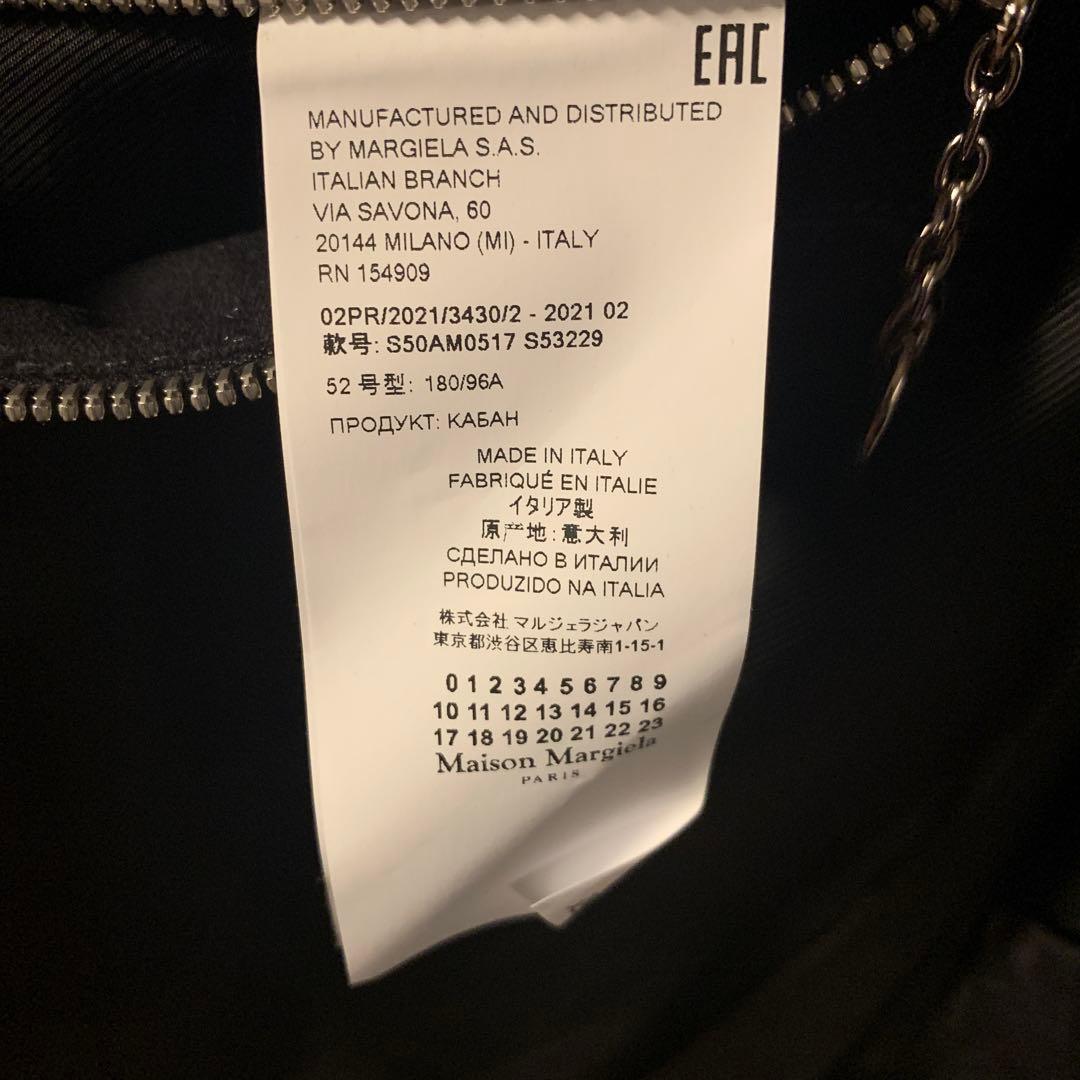 EAC
MANUFACTURED AND DISTRIBUTED
BY MARGIELA S.A.S.
ITALIAN BRANCH
VIA SAVONA, 60
20144 MILANO (MI) - ITALY
RN 154909
02PR/2021/3430/2 - 2021 02
款号: S50AM0517 S53229
52 号型: 180/96A
ПРОДУКТ: КАБАН
MADE IN ITALY
FABRIQUÉ EN ITALIE
イタリア製
原产地: 意大利
СДЕЛАНО В ИТАЛИИ
PRODUZIDO NA ITALIA
株式会社 マルジェラジャパン
東京都渋谷区恵比寿南1-15-1
0 1 2 3 4 5 6 7 8 9
10 11 12 13 14 15 16
17 18 19 20 21 22 23
Maison Margiela
PARIS